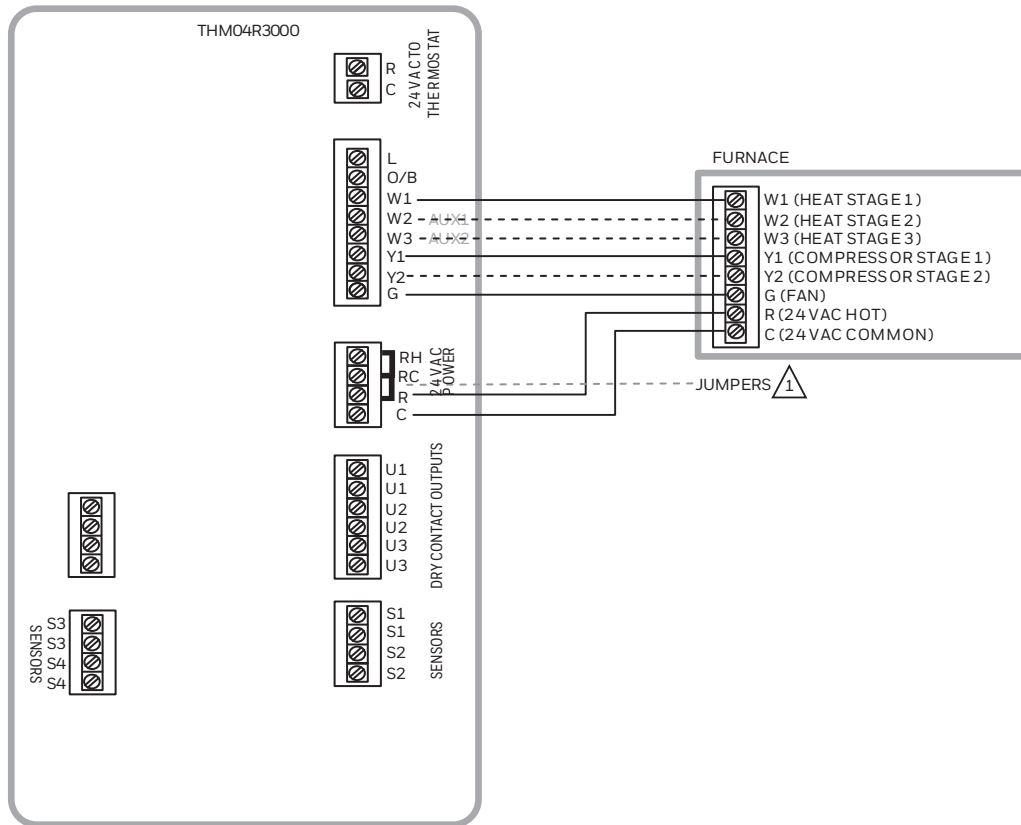 THM04R3000
R
C
24 VAC TO
THERMOSTAT
L
O/B
W1
W2 AUX1
W3 AUX2
Y1
Y2
G
RH
RC
R
C
24 VAC
POWER
U1
U1
U2
U2
U3
U3
DRY CONTACT OUTPUTS
S1
S1
S2
S2
SENSORS
S3
S3
S4
S4
SENSORS
FURNACE
W1 (HEAT STAGE 1)
W2 (HEAT STAGE 2)
W3 (HEAT STAGE 3)
Y1 (COMPRESSOR STAGE 1)
Y2 (COMPRESSOR STAGE 2)
G (FAN)
R (24 VAC HOT)
C (24 VAC COMMON)
JUMPERS 1